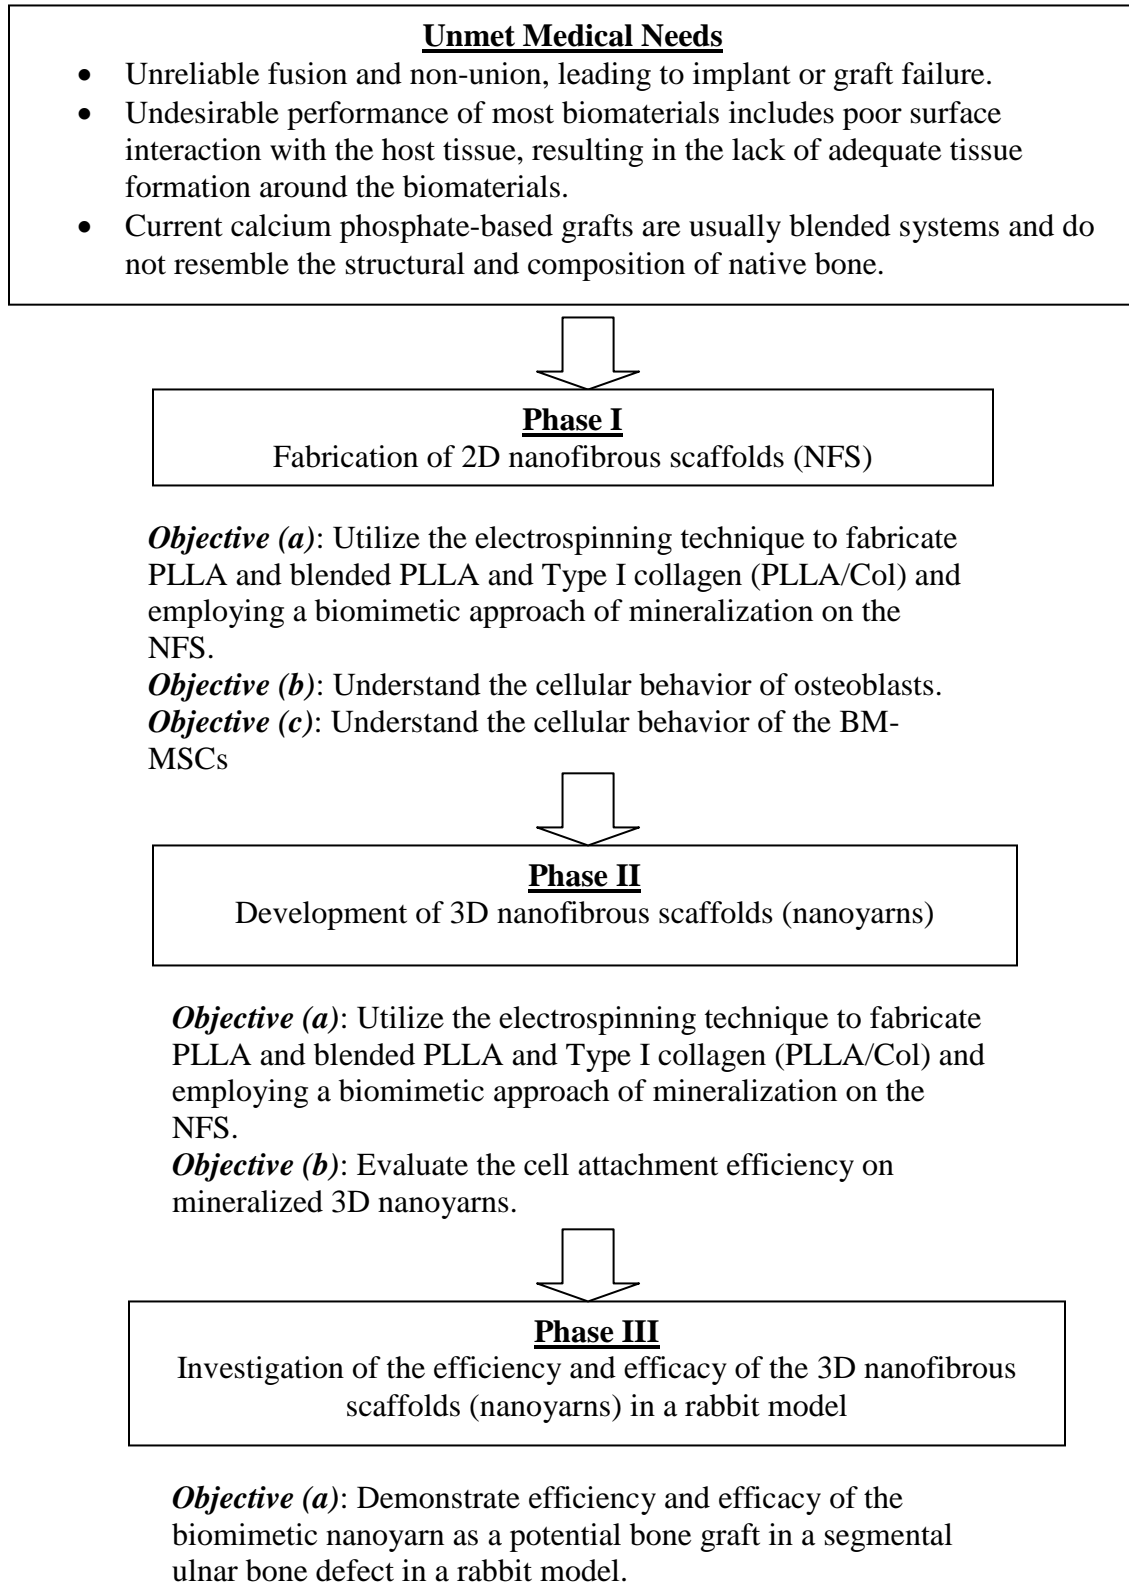 Unmet Medical Needs
• Unreliable fusion and non-union, leading to implant or graft failure.
• Undesirable performance of most biomaterials includes poor surface
interaction with the host tissue, resulting in the lack of adequate tissue
formation around the biomaterials.
• Current calcium phosphate-based grafts are usually blended systems and do
not resemble the structural and composition of native bone.
Phase I
Fabrication of 2D nanofibrous scaffolds (NFS)
Objective (a): Utilize the electrospinning technique to fabricate
PLLA and blended PLLA and Type I collagen (PLLA/Col) and
employing a biomimetic approach of mineralization on the
NFS.
Objective (b): Understand the cellular behavior of osteoblasts.
Objective (c): Understand the cellular behavior of the BM-
MSCs
Phase II
Development of 3D nanofibrous scaffolds (nanoyarns)
Objective (a): Utilize the electrospinning technique to fabricate
PLLA and blended PLLA and Type I collagen (PLLA/Col) and
employing a biomimetic approach of mineralization on the
NFS.
Objective (b): Evaluate the cell attachment efficiency on
mineralized 3D nanoyarns.
Phase III
Investigation of the efficiency and efficacy of the 3D nanofibrous
scaffolds (nanoyarns) in a rabbit model
Objective (a): Demonstrate efficiency and efficacy of the
biomimetic nanoyarn as a potential bone graft in a segmental
ulnar bone defect in a rabbit model.